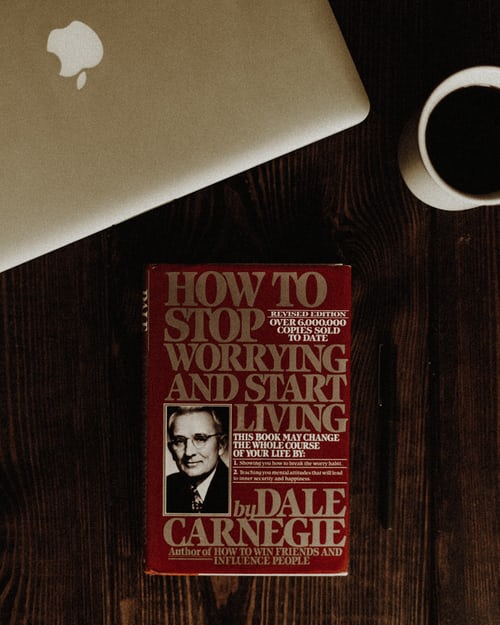 HOW TO
STOP
REVISED EDITION
OVER 6,000,000
COPIES SOLD
TO DATE
WORRYING
AND START
LIVING
THIS BOOK MAY CHANGE
THE WHOLE COURSE
OF YOUR LIFE BY:
1. Showing you how to break the worry habit.
2. Teaching you mental attitudes that will lead
to inner security and happiness.
by DALE
CARNEGIE
Author of HOW TO WIN FRIENDS AND
INFLUENCE PEOPLE